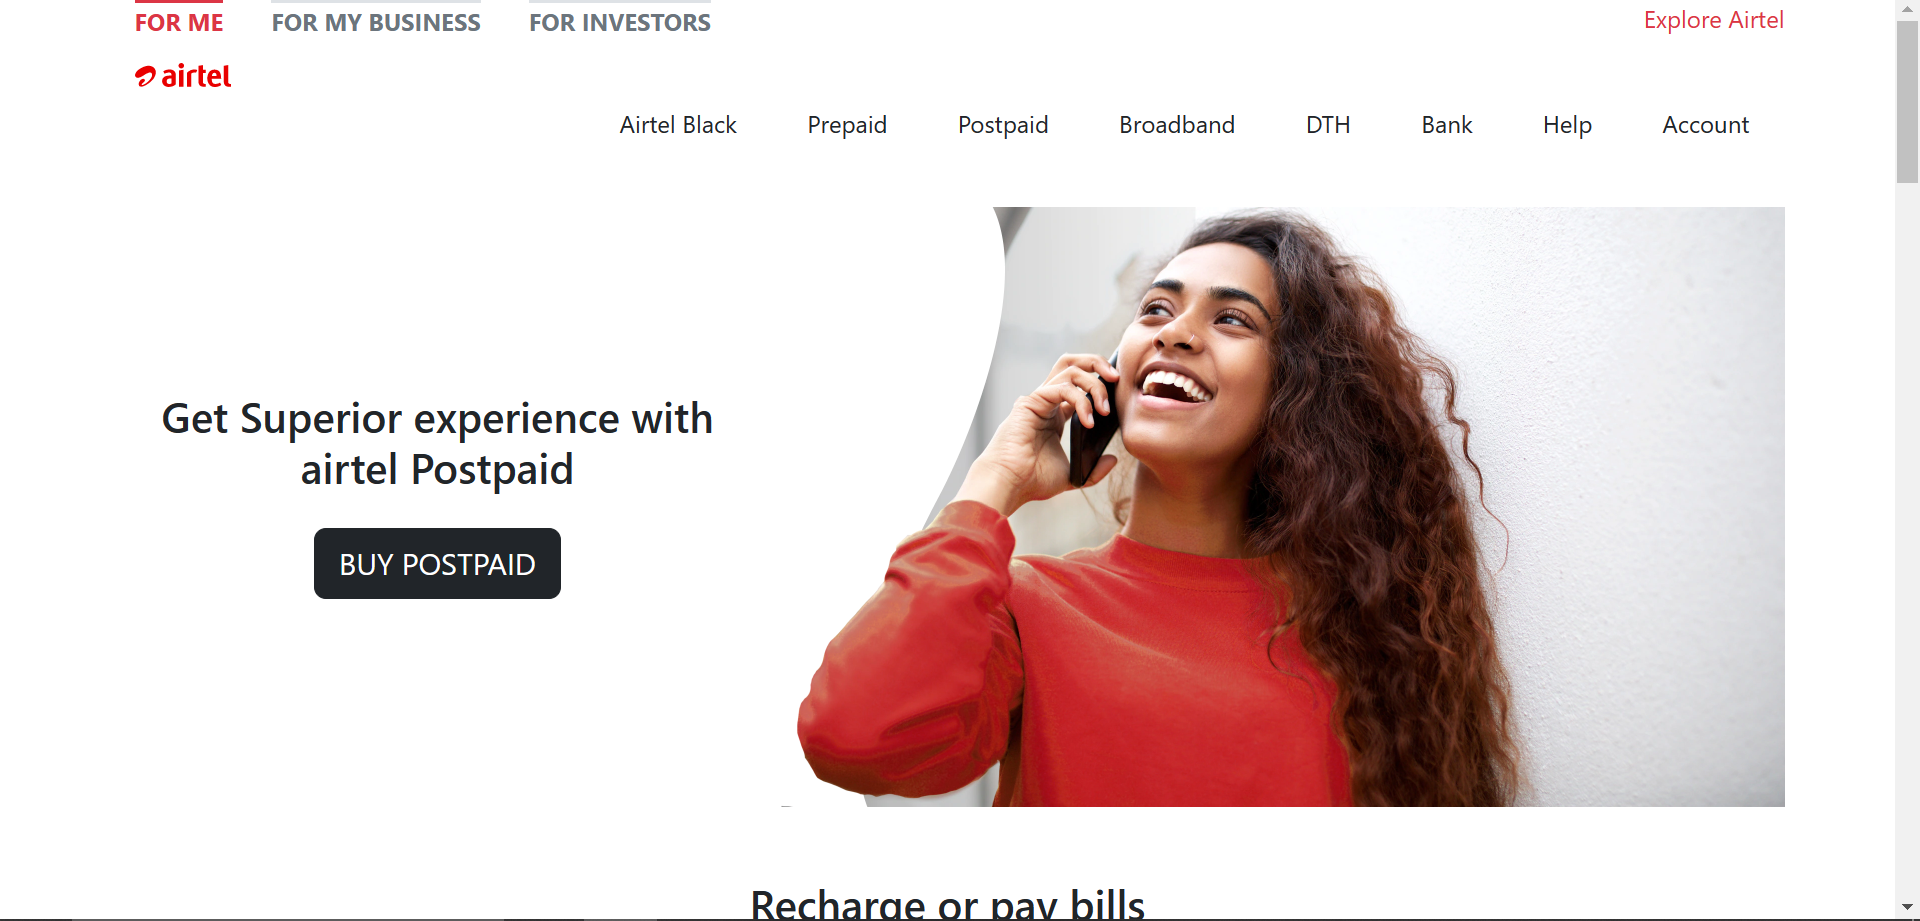 FOR ME FOR MY BUSINESS FOR INVESTORS Explore Airtel
airtel
Airtel Black Prepaid Postpaid Broadband DTH Bank Help Account
Get Superior experience with
airtel Postpaid
BUY POSTPAID
Recharge or pay bills